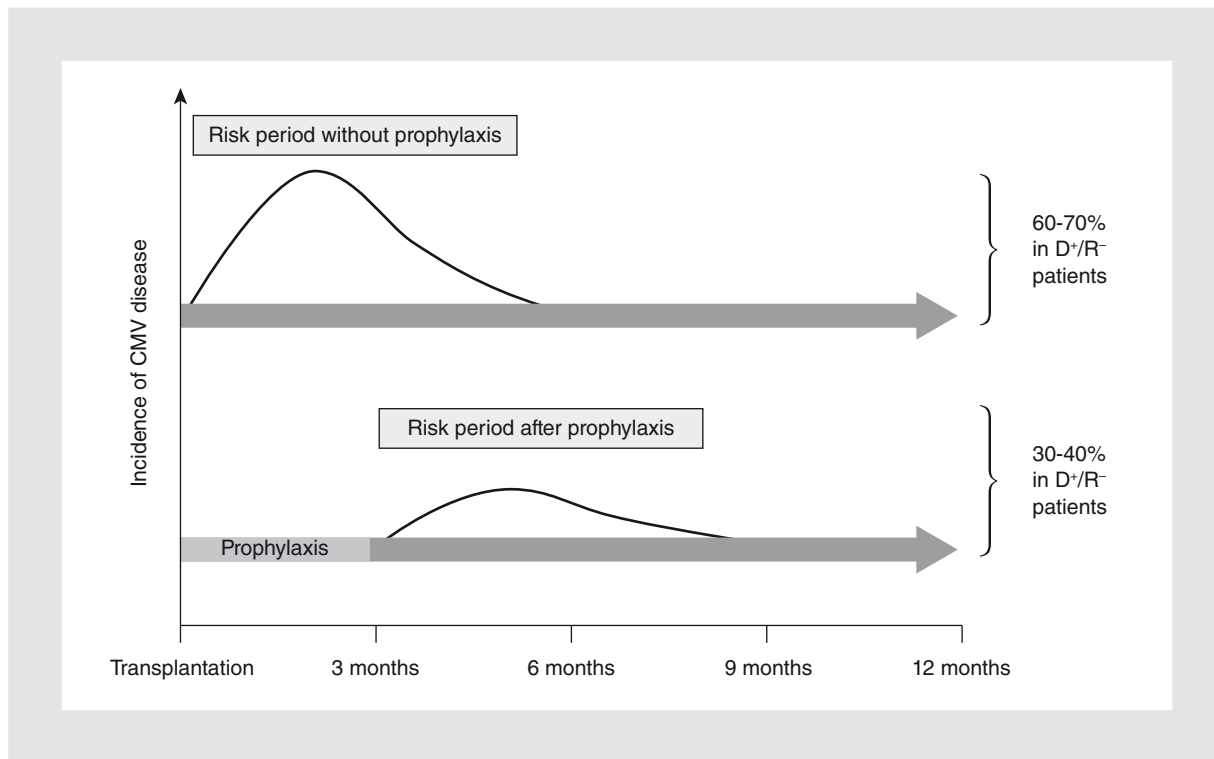 Risk period without prophylaxis
60-70%
in D⁺/R⁻
patients
Incidence of CMV disease
Risk period after prophylaxis
30-40%
in D⁺/R⁻
patients
Prophylaxis
Transplantation
3 months
6 months
9 months
12 months